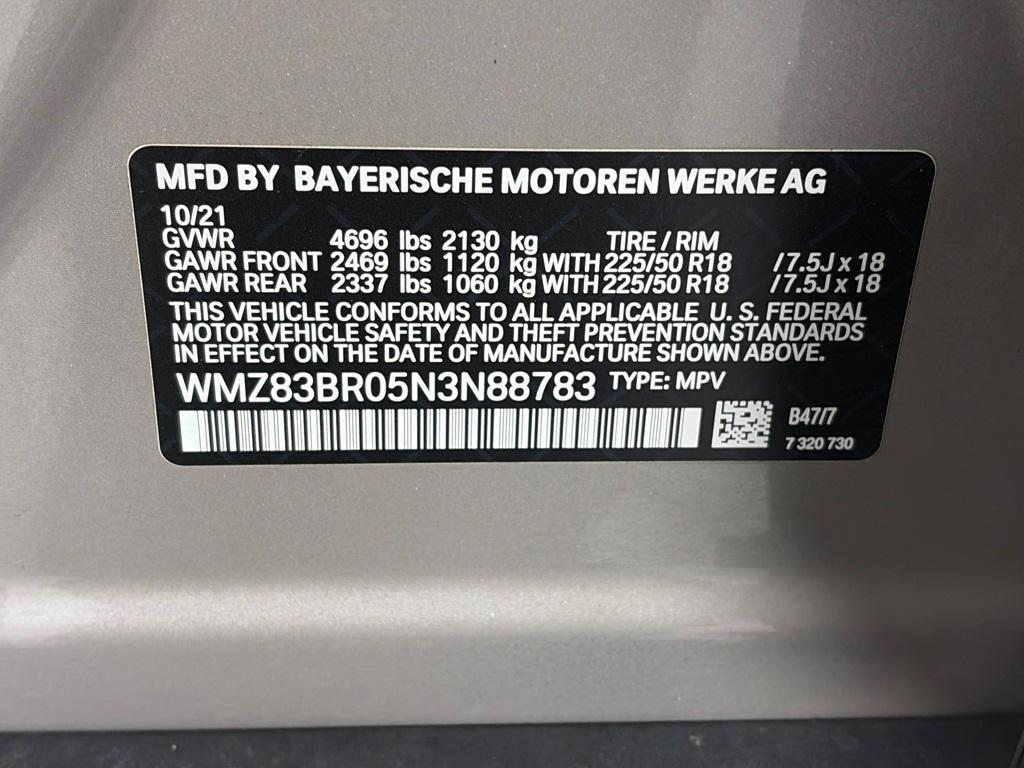 MFD BY BAYERISCHE MOTOREN WERKE AG
10/21
GVWR 4696 lbs 2130 kg TIRE / RIM
GAWR FRONT 2469 lbs 1120 kg WITH 225/50 R18 /7.5J x 18
GAWR REAR 2337 lbs 1060 kg WITH 225/50 R18 /7.5J x 18
THIS VEHICLE CONFORMS TO ALL APPLICABLE U. S. FEDERAL
MOTOR VEHICLE SAFETY AND THEFT PREVENTION STANDARDS
IN EFFECT ON THE DATE OF MANUFACTURE SHOWN ABOVE.
WMZ83BR05N3N88783 TYPE: MPV
B47/7
7 320 730